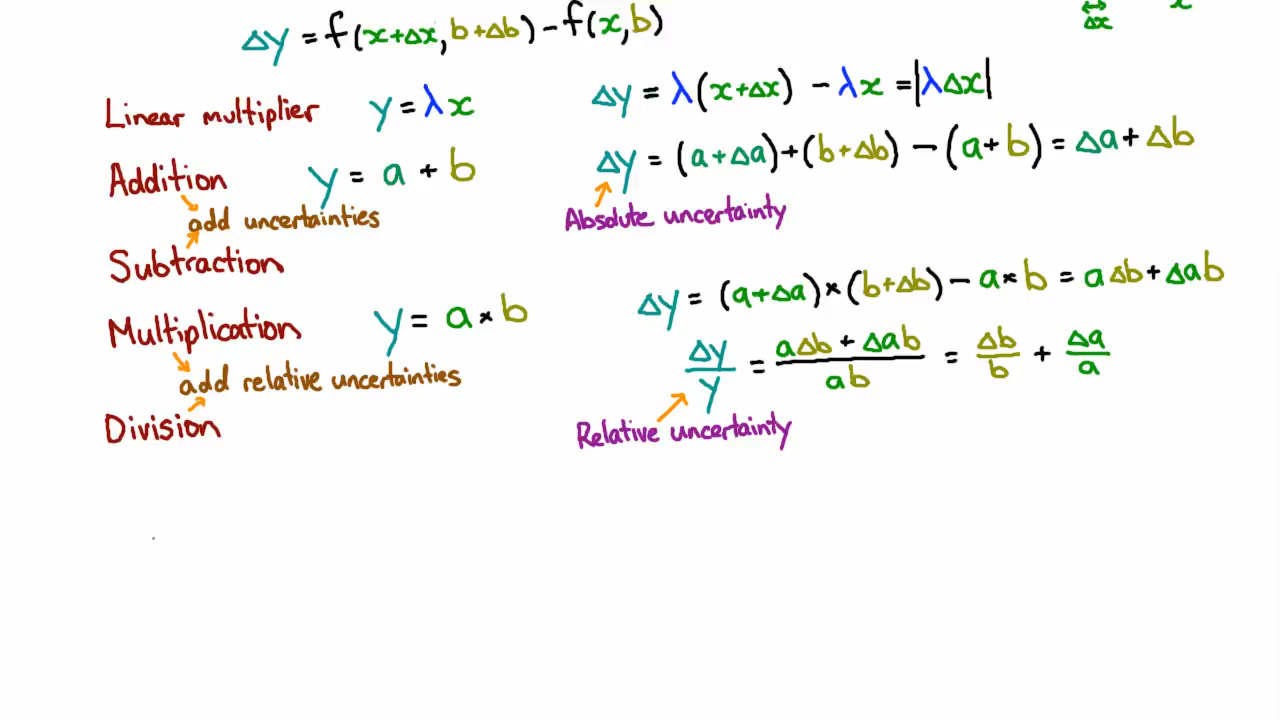 Δy = f(x+Δx, b+Δb) - f(x, b)
↔ x
Δx
Linear multiplier y = λx Δy = λ(x+Δx) - λx = |λΔx|
Addition y = a + b Δy = (a+Δa)+(b+Δb) - (a+b) = Δa+Δb
add uncertainties Absolute uncertainty
Subtraction
Multiplication y = a × b Δy = (a+Δa)×(b+Δb) - a×b = aΔb+Δab
Δy/y = (aΔb + Δab)/(ab) = Δb/b + Δa/a
add relative uncertainties
Division Relative uncertainty